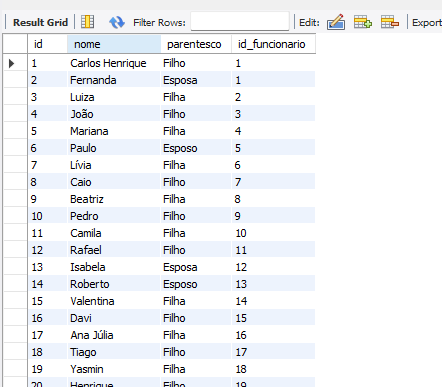 Result Grid Filter Rows: Edit: Export
id nome parentesco id_funcionario
1 Carlos Henrique Filho 1
2 Fernanda Esposa 1
3 Luiza Filha 2
4 João Filho 3
5 Mariana Filha 4
6 Paulo Esposo 5
7 Lívia Filha 6
8 Caio Filho 7
9 Beatriz Filha 8
10 Pedro Filho 9
11 Camila Filha 10
12 Rafael Filho 11
13 Isabela Esposa 12
14 Roberto Esposo 13
15 Valentina Filha 14
16 Davi Filho 15
17 Ana Júlia Filha 16
18 Tiago Filho 17
19 Yasmin Filha 18
20 Henrique Filho 19